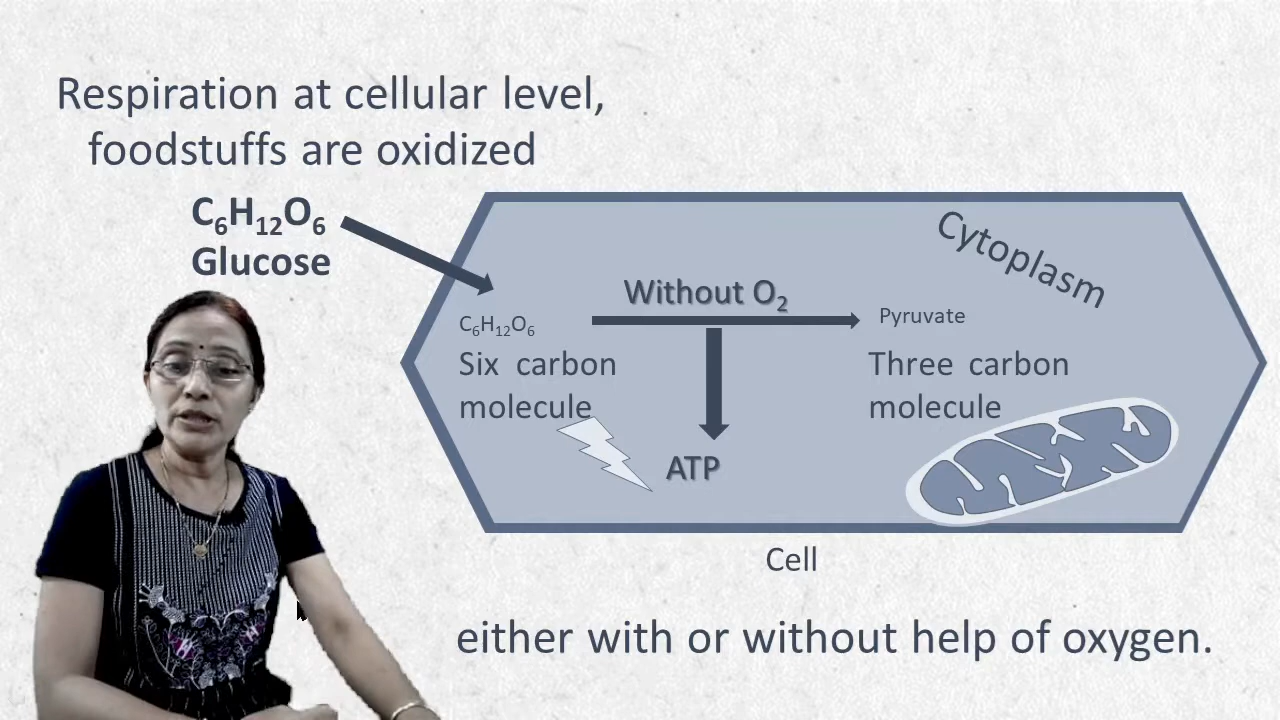 Respiration at cellular level,
foodstuffs are oxidized
C₆H₁₂O₆
Glucose
Cytoplasm
Without O₂
C₆H₁₂O₆
Pyruvate
Six carbon
molecule
Three carbon
molecule
ATP
Cell
either with or without help of oxygen.